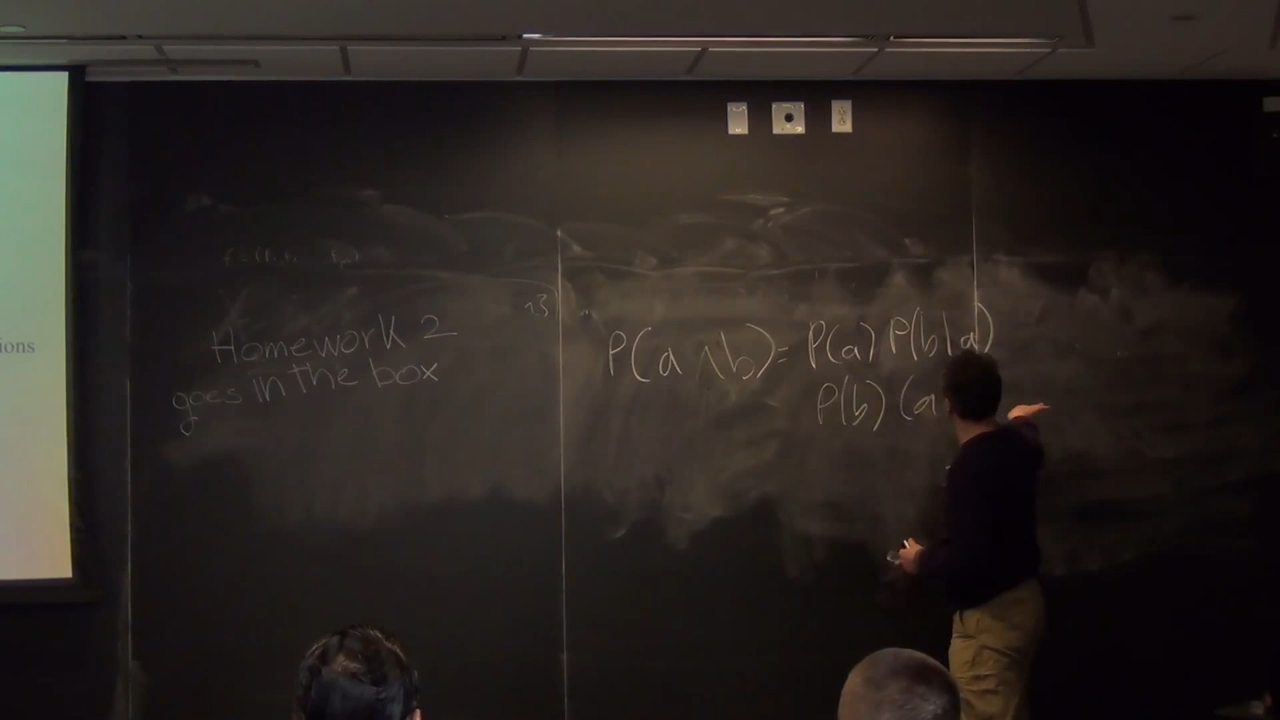 ions
Homework 2
goes in the box
P(a ∧ b) = P(a) P(b|a)
P(b) (a